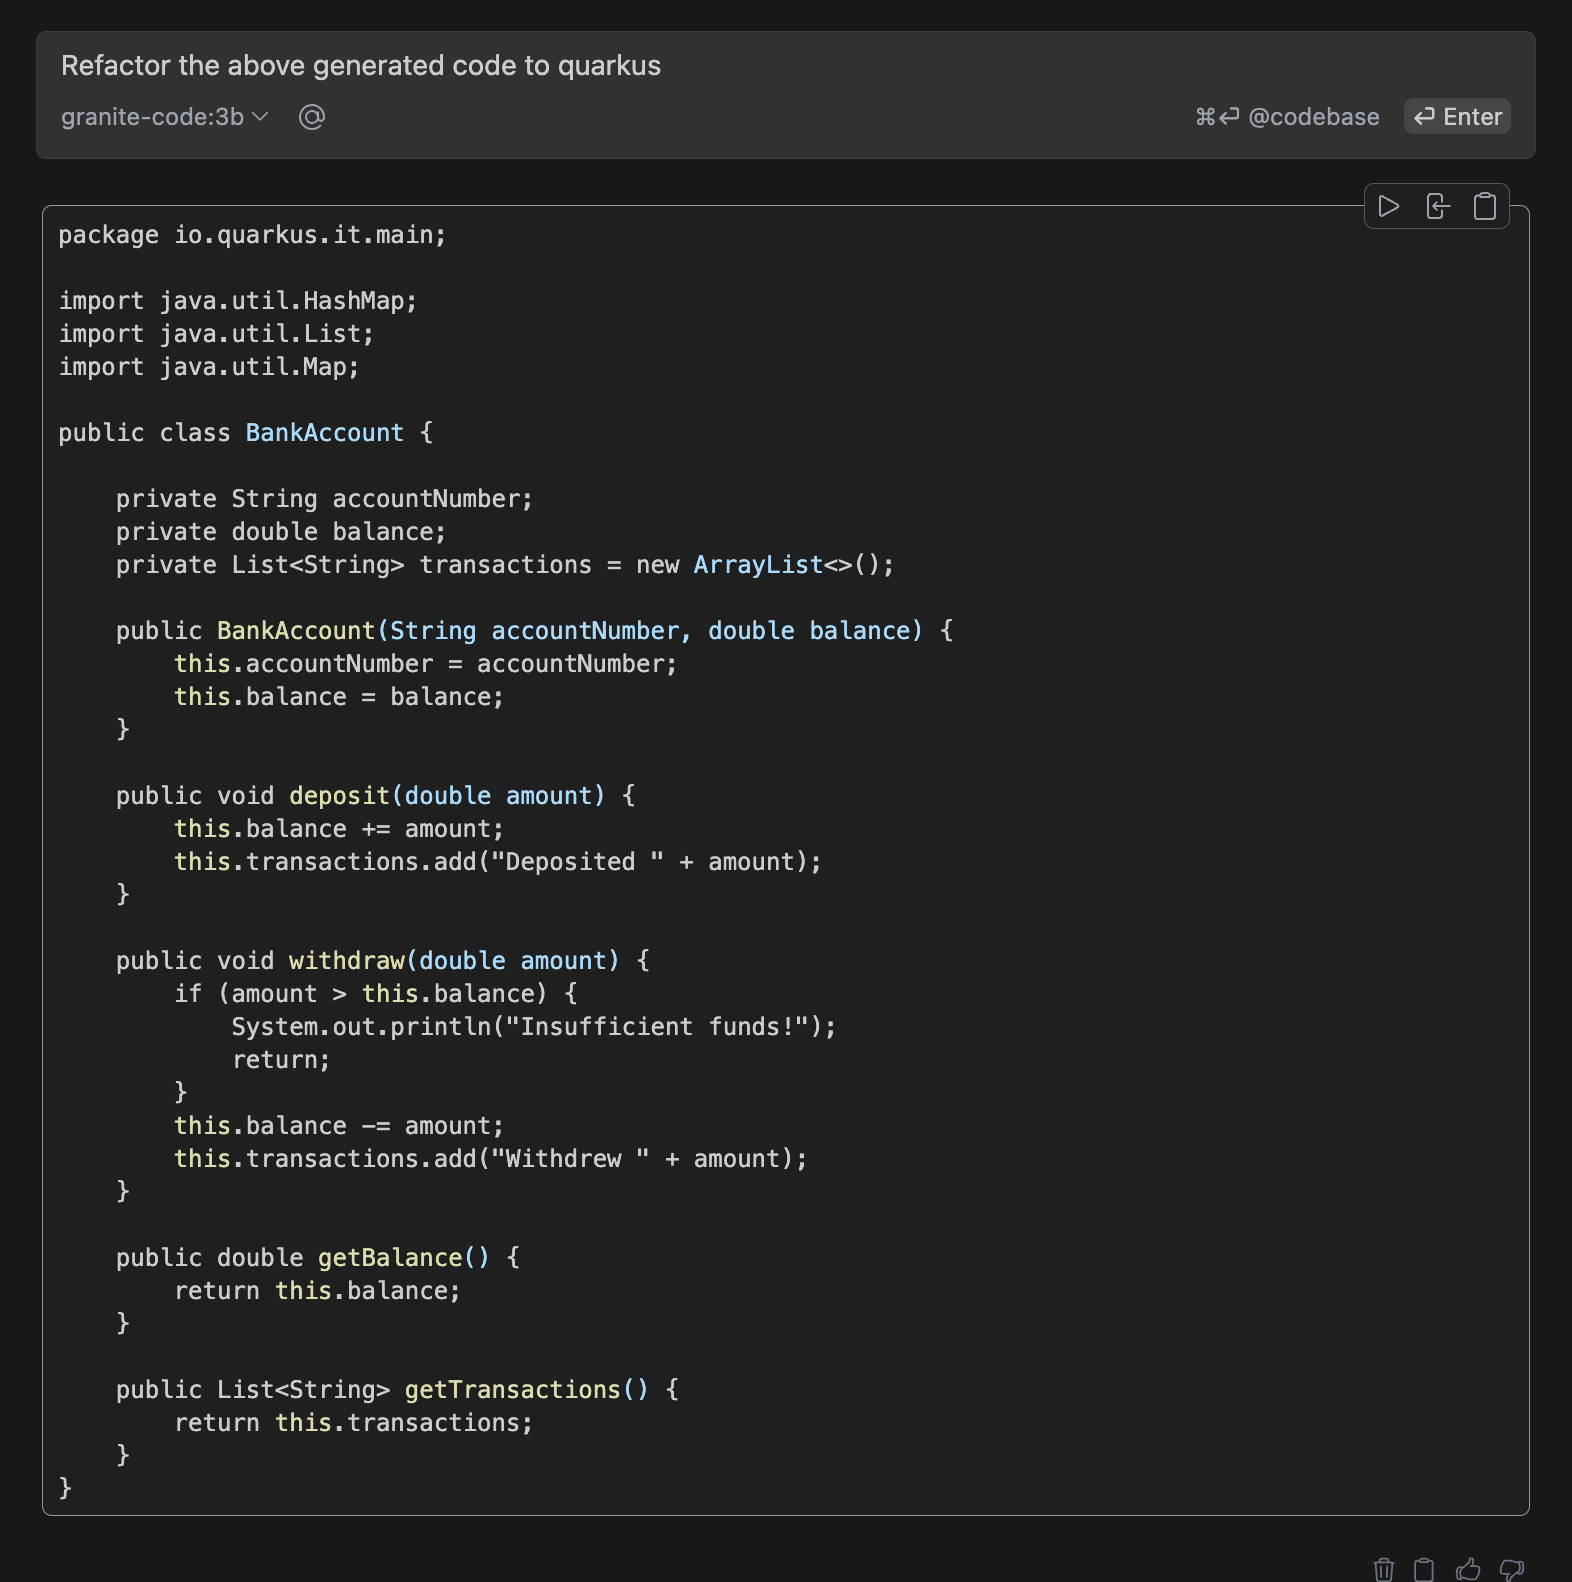 Refactor the above generated code to quarkus
granite-code:3b @
⌘⏎ @codebase ⏎ Enter
package io.quarkus.it.main;

import java.util.HashMap;
import java.util.List;
import java.util.Map;

public class BankAccount {

    private String accountNumber;
    private double balance;
    private List<String> transactions = new ArrayList<>();

    public BankAccount(String accountNumber, double balance) {
        this.accountNumber = accountNumber;
        this.balance = balance;
    }

    public void deposit(double amount) {
        this.balance += amount;
        this.transactions.add("Deposited " + amount);
    }

    public void withdraw(double amount) {
        if (amount > this.balance) {
            System.out.println("Insufficient funds!");
            return;
        }
        this.balance -= amount;
        this.transactions.add("Withdrew " + amount);
    }

    public double getBalance() {
        return this.balance;
    }

    public List<String> getTransactions() {
        return this.transactions;
    }
}